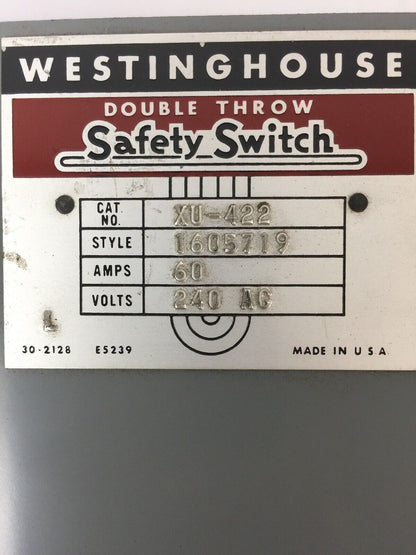 WESTINGHOUSE
DOUBLE THROW
Safety Switch
CAT. NO. XU-422
STYLE 1605719
AMPS 60
VOLTS 240 AC
L
30-2128 E5239 MADE IN U S A